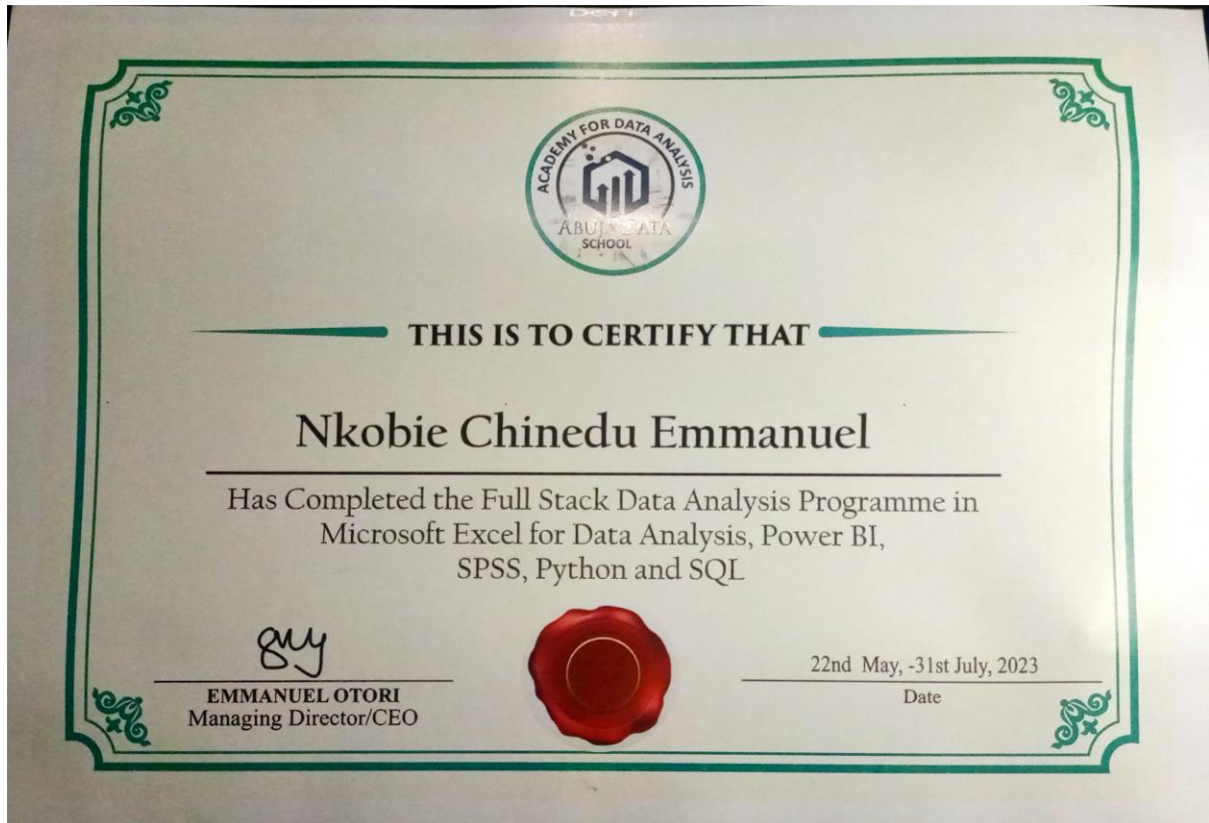 ACADEMY FOR DATA ANALYSIS
ABUJA DATA
SCHOOL
THIS IS TO CERTIFY THAT
Nkobie Chinedu Emmanuel
Has Completed the Full Stack Data Analysis Programme in
Microsoft Excel for Data Analysis, Power BI,
SPSS, Python and SQL
EMMANUEL OTORI
Managing Director/CEO
22nd May, -31st July, 2023
Date